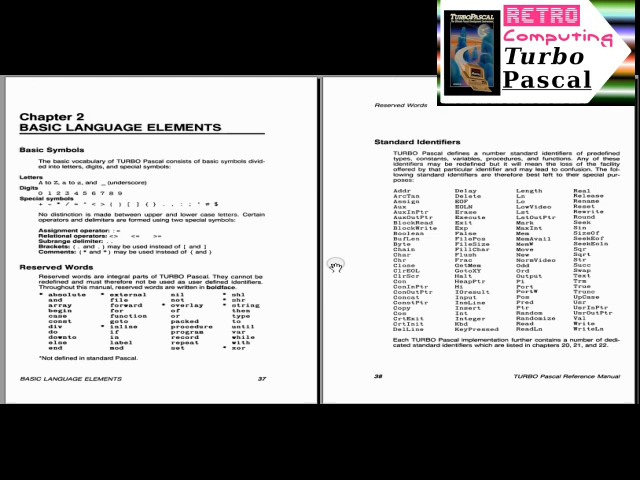 TURBO PASCAL
RETRO
Computing
Turbo
Pascal
Chapter 2
BASIC LANGUAGE ELEMENTS
Basic Symbols
The basic vocabulary of TURBO Pascal consists of basic symbols divid-
ed into letters, digits, and special symbols:
Letters
A to Z, a to z, and _ (underscore)
Digits
0 1 2 3 4 5 6 7 8 9
Special symbols
No distinction is made between upper and lower case letters. Certain
operators and delimiters are formed using two special symbols:
Assignment operator: :=
Relational operators: <> <= >=
Subrange delimiter: ..
Brackets: (. and .) may be used instead of [ and ]
Comments: (* and *) may be used instead of { and }
Reserved Words
Reserved words are integral parts of TURBO Pascal. They cannot be
redefined and must therefore not be used as user defined identifiers.
Throughout this manual, reserved words are written in boldface.
* absolute * external nil * shl
and file not * shr
array forward * overlay * string
begin for of then
case function or type
const goto packed to
div * inline procedure until
do if program var
downto in record while
else label repeat with
end mod set * xor
*Not defined in standard Pascal.
BASIC LANGUAGE ELEMENTS 37
Reserved Words
Standard Identifiers
TURBO Pascal defines a number standard identifiers of predefined
types, constants, variables, procedures, and functions. Any of these
identifiers may be redefined but it will mean the loss of the facility
offered by that particular identifier and may lead to confusion. The fol-
lowing standard identifiers are therefore best left to their special pur-
poses:
Addr Delay Length Real
ArcTan Delete Ln Release
Assign EOF Lo Rename
Aux EOLN LowVideo Reset
AuxInPtr Erase Lst Rewrite
AuxOutPtr Execute LstOutPtr Round
BlockRead Exit Mark Seek
BlockWrite Exp MaxInt Sin
Boolean False Mem SizeOf
BufLen FilePos MemAvail SeekEof
Byte FileSize MemW SeekEoln
Chain FillChar Move Sqr
Char Flush New Sqrt
Chr Frac NormVideo Str
Close GetMem Odd Succ
ClrEOL GotoXY Ord Swap
ClrScr Halt Output Text
Con HeapPtr Pi Trm
ConInPtr Hi Port True
ConOutPtr IOresult PortW Trunc
Concat Input Pos UpCase
ConstPtr InsLine Pred Usr
Copy Insert Ptr UsrInPtr
Cos Int Random UsrOutPtr
CrtExit Integer Randomize Val
CrtInit Kbd Read Write
DelLine KeyPressed ReadLn WriteLn
Each TURBO Pascal implementation further contains a number of dedi-
cated standard identifiers which are listed in chapters 20, 21, and 22.
38 TURBO Pascal Reference Manual